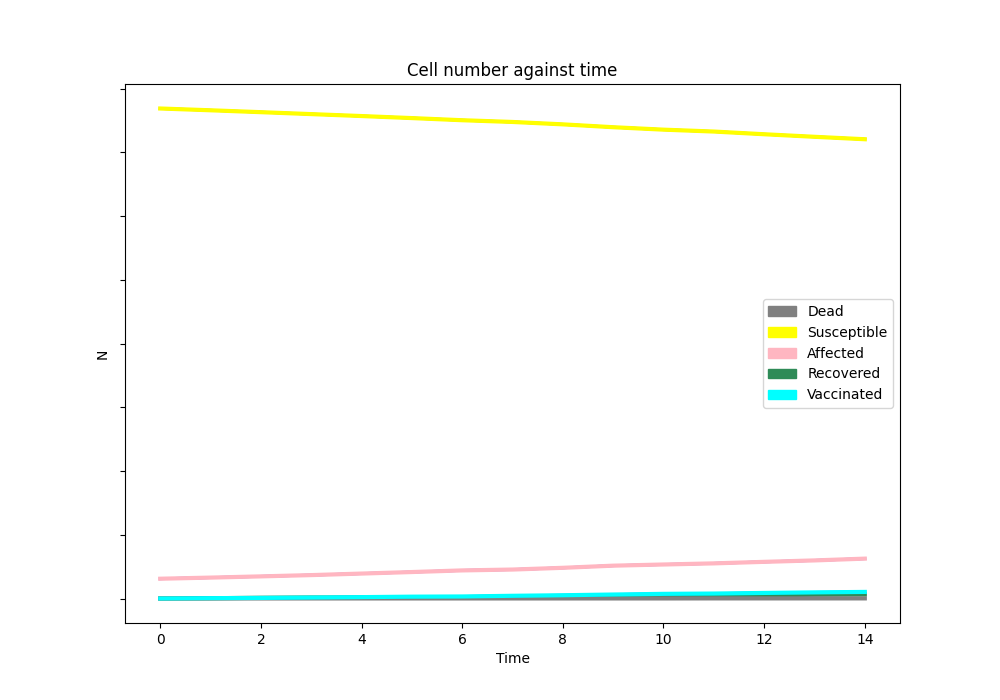 Cell number against time
N
Dead
Susceptible
Affected
Recovered
Vaccinated
0 2 4 6 8 10 12 14
Time